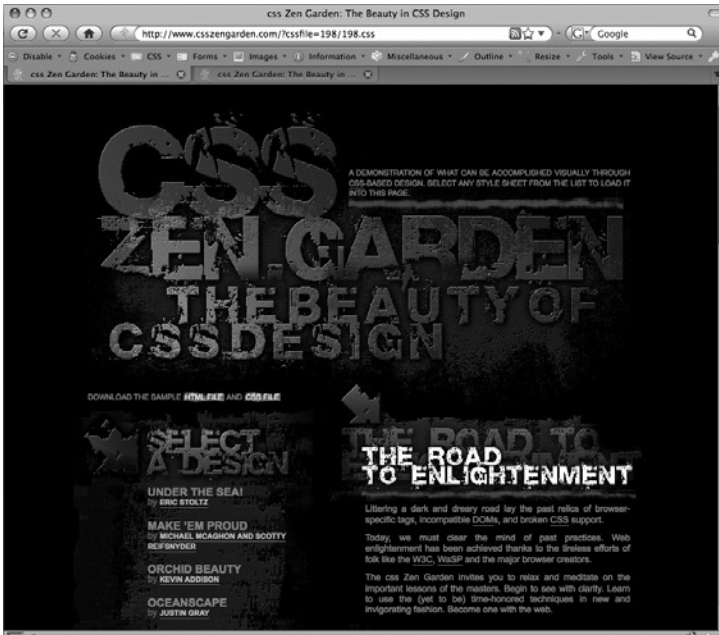 css Zen Garden: The Beauty in CSS Design
http://www.csszengarden.com/?cssfile=198/198.css
Google
Disable Cookies CSS Forms Images Information Miscellaneous Outline Resize Tools View Source
css Zen Garden: The Beauty in ...
css Zen Garden: The Beauty in ...
CSS
ZEN GARDEN
THE BEAUTY OF
CSS DESIGN
A DEMONSTRATION OF WHAT CAN BE ACCOMPLISHED VISUALLY THROUGH
CSS-BASED DESIGN. SELECT ANY STYLE SHEET FROM THE LIST TO LOAD IT
INTO THIS PAGE.
DOWNLOAD THE SAMPLE HTML FILE AND CSS FILE
SELECT
A DESIGN
UNDER THE SEA!
by ERIC STOLTZ
MAKE 'EM PROUD
by MICHAEL MCAGHON AND SCOTTY
REIFSNYDER
ORCHID BEAUTY
by KEVIN ADDISON
OCEANSCAPE
by JUSTIN GRAY
THE ROAD TO
ENLIGHTENMENT
THE ROAD
TO ENLIGHTENMENT
Littering a dark and dreary road lay the past relics of browser-
specific tags, incompatible DOMs, and broken CSS support.
Today, we must clear the mind of past practices. Web
enlightenment has been achieved thanks to the tireless efforts of
folk like the W3C, WaSP and the major browser creators.
The css Zen Garden invites you to relax and meditate on the
important lessons of the masters. Begin to see with clarity. Learn
to use the (yet to be) time-honored techniques in new and
invigorating fashion. Become one with the web.